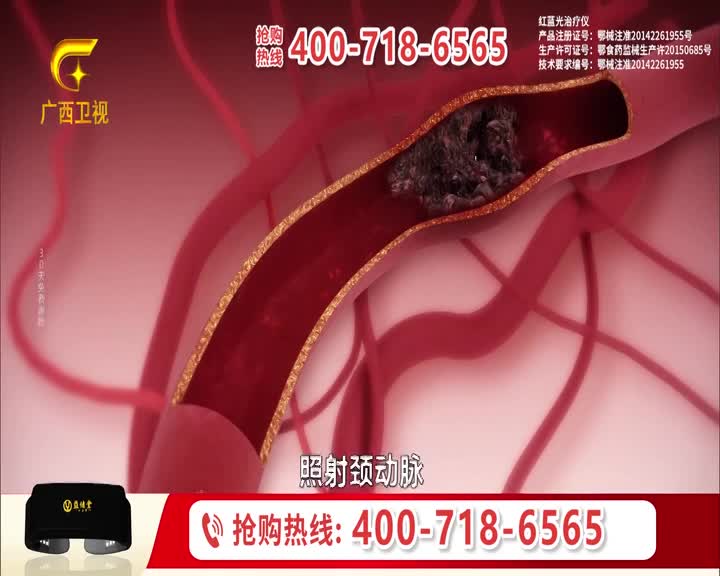 抢购
热线 400-718-6565
红蓝光治疗仪
产品注册证号：鄂械注准20142261955号
生产许可证号：鄂食药监械生产许20150685号
技术要求编号：鄂械注准20142261955
广西卫视
照射颈动脉
抢购热线: 400-718-6565